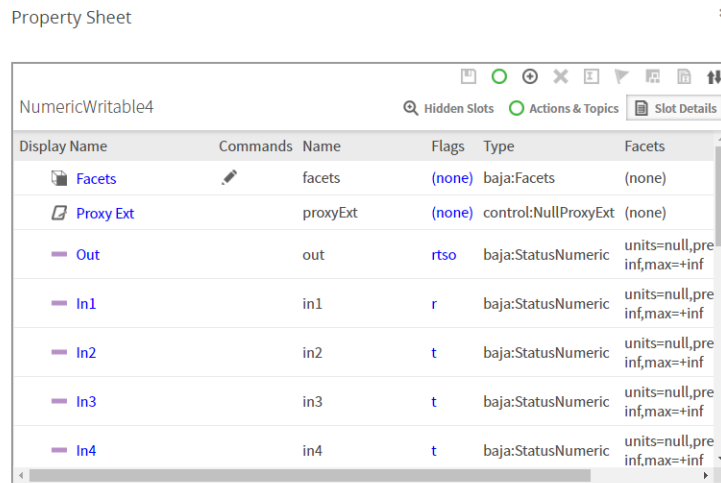 Property Sheet
NumericWritable4
Hidden Slots Actions & Topics Slot Details
Display Name Commands Name Flags Type Facets
Facets facets (none) baja:Facets (none)
Proxy Ext proxyExt (none) control:NullProxyExt (none)
Out out rtso baja:StatusNumeric units=null,pre
inf,max=+inf
In1 in1 r baja:StatusNumeric units=null,pre
inf,max=+inf
In2 in2 t baja:StatusNumeric units=null,pre
inf,max=+inf
In3 in3 t baja:StatusNumeric units=null,pre
inf,max=+inf
In4 in4 t baja:StatusNumeric units=null,pre
inf,max=+inf